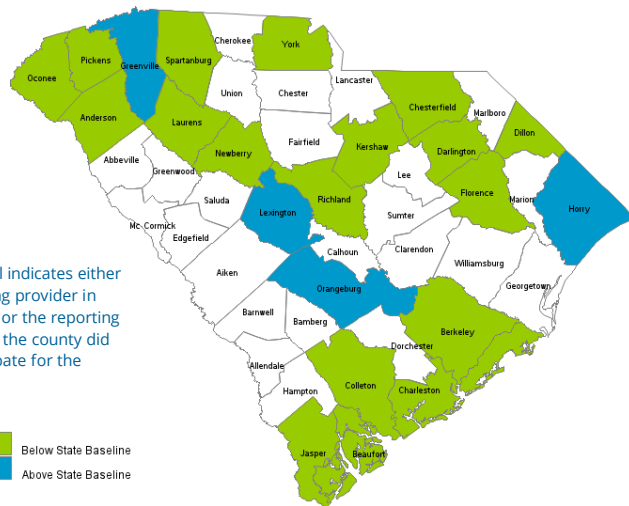 Cherokee
York
Spartanburg
Pickens
Greenville
Oconee
Lancaster
Union
Chester
Chesterfield
Marlboro
Anderson
Laurens
Dillon
Fairfield
Newberry
Kershaw
Darlington
Abbeville
Greenwood
Lee
Florence
Saluda
Richland
Marion
Horry
Lexington
Sumter
Mc Cormick
Edgefield
Calhoun
Clarendon
Williamsburg
Aiken
Georgetown
Orangeburg
Barnwell
Bamberg
Berkeley
Dorchester
Allendale
Colleton
Charleston
Hampton
Jasper
Beaufort
l indicates either
ng provider in
or the reporting
the county did
pate for the
Below State Baseline
Above State Baseline